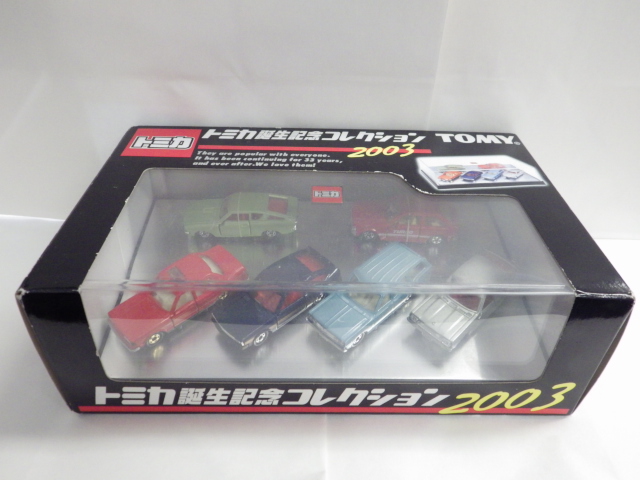 トミカ
トミカ誕生記念コレクション TOMY®
2003
They are popular with everyone.
It has been continuing for 33 years,
and ever after.We love them!
トミカ
トミカ誕生記念コレクション 2003
2003